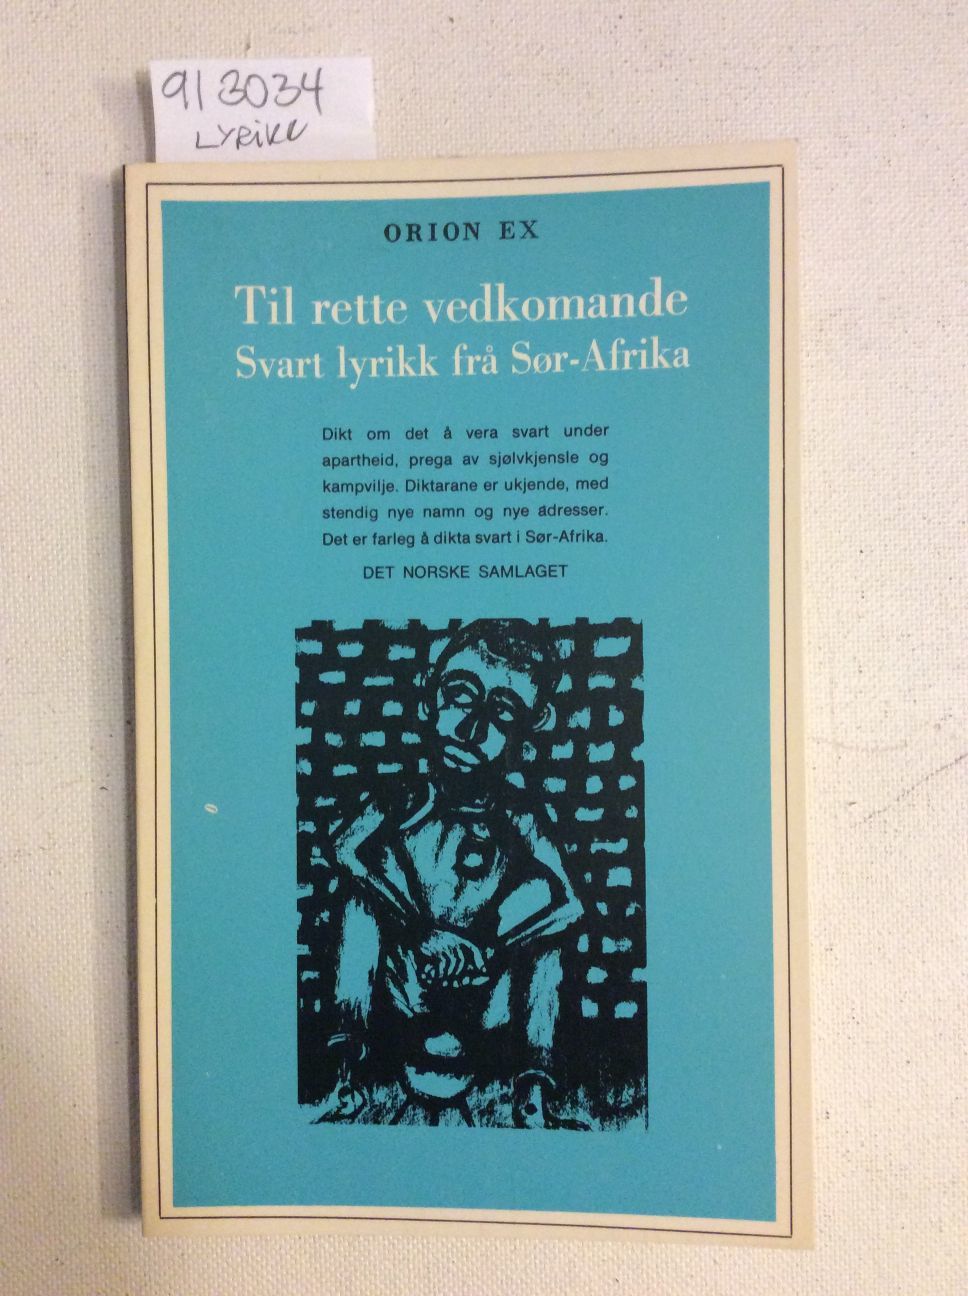 91 3034
LYRIKK
ORION EX
Til rette vedkomande
Svart lyrikk frå Sør-Afrika
Dikt om det å vera svart under
apartheid, prega av sjølvkjensle og
kampvilje. Diktarane er ukjende, med
stendig nye namn og nye adresser.
Det er farleg å dikta svart i Sør-Afrika.
DET NORSKE SAMLAGET